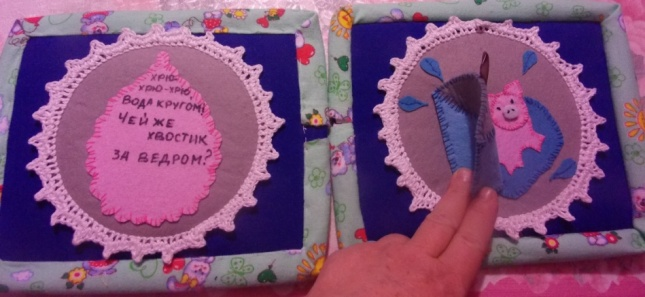 ХРЮ-
ХРЮ-ХРЮ,
ВОДА КРУГОМ!
ЧЕЙ ЖЕ
ХВОСТИК
ЗА ВЕДРОМ?